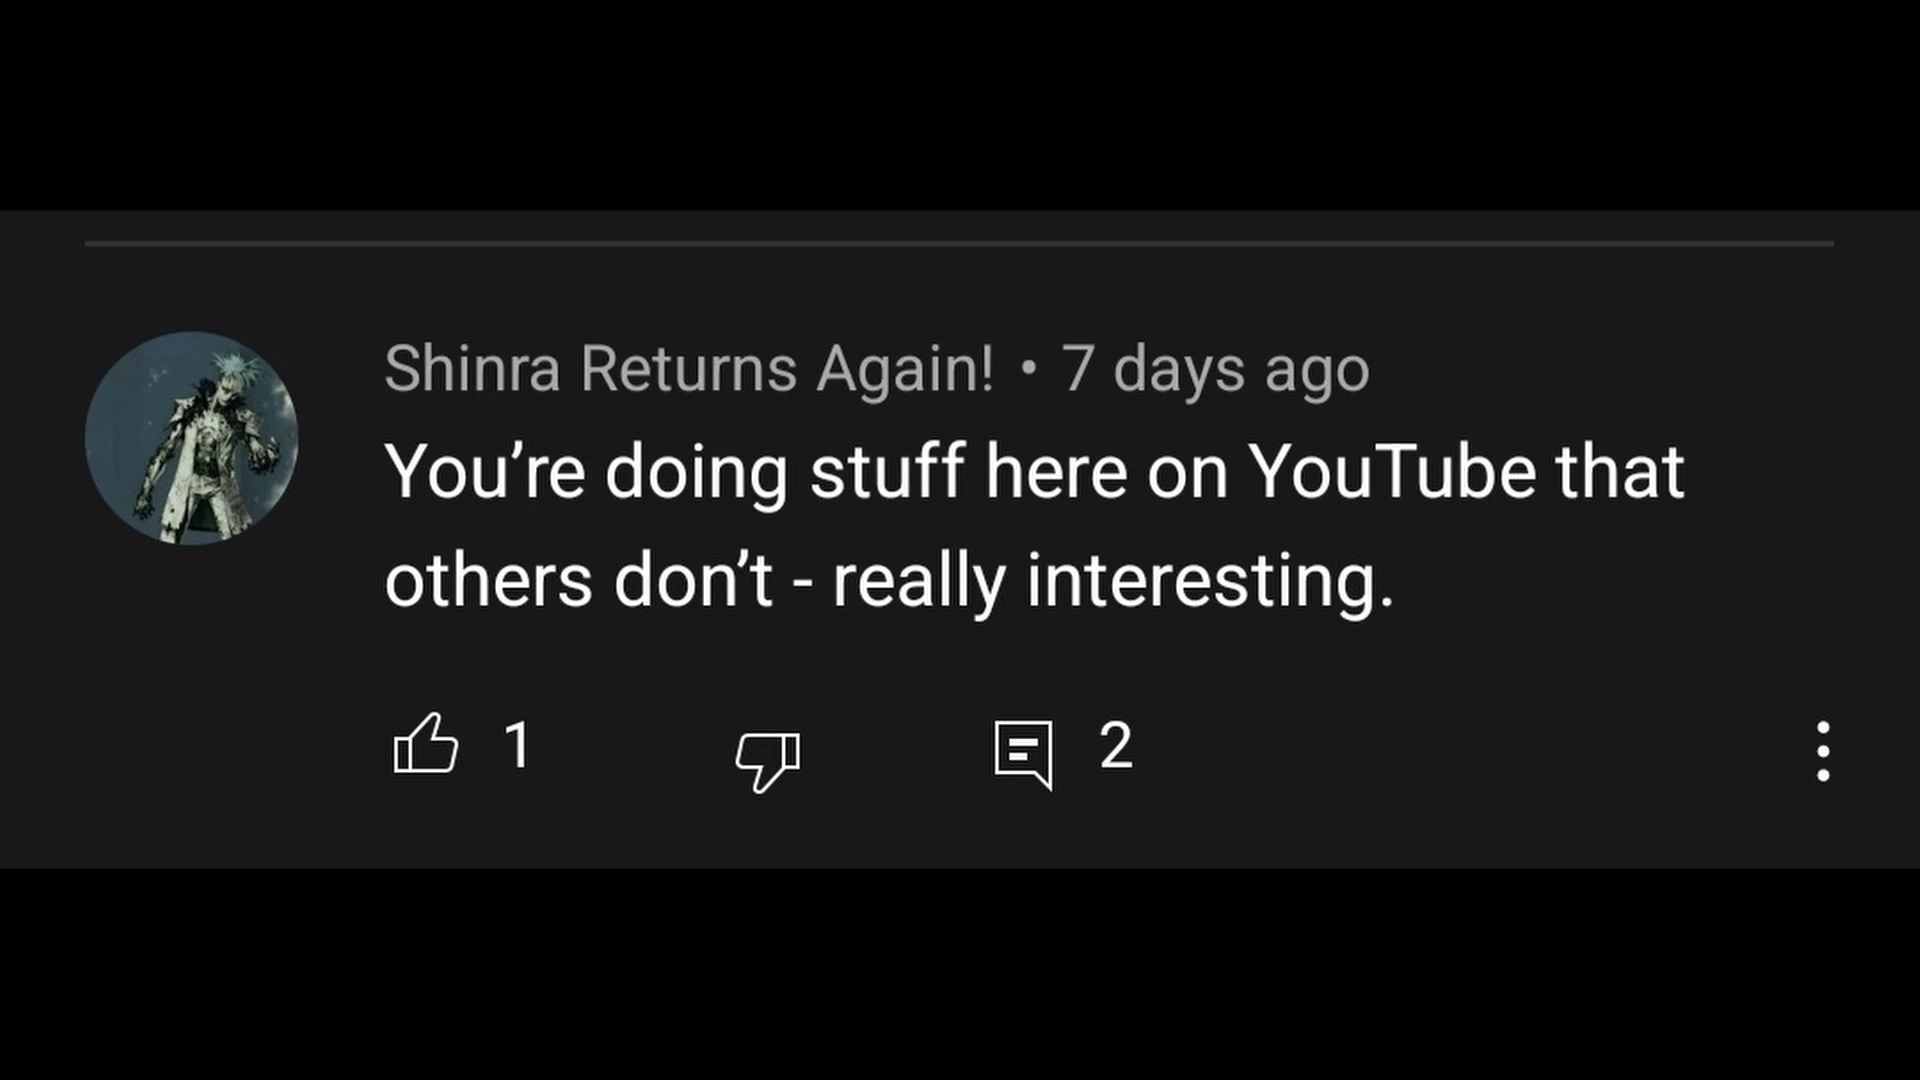 Shinra Returns Again! • 7 days ago
You’re doing stuff here on YouTube that
others don’t - really interesting.
1 2